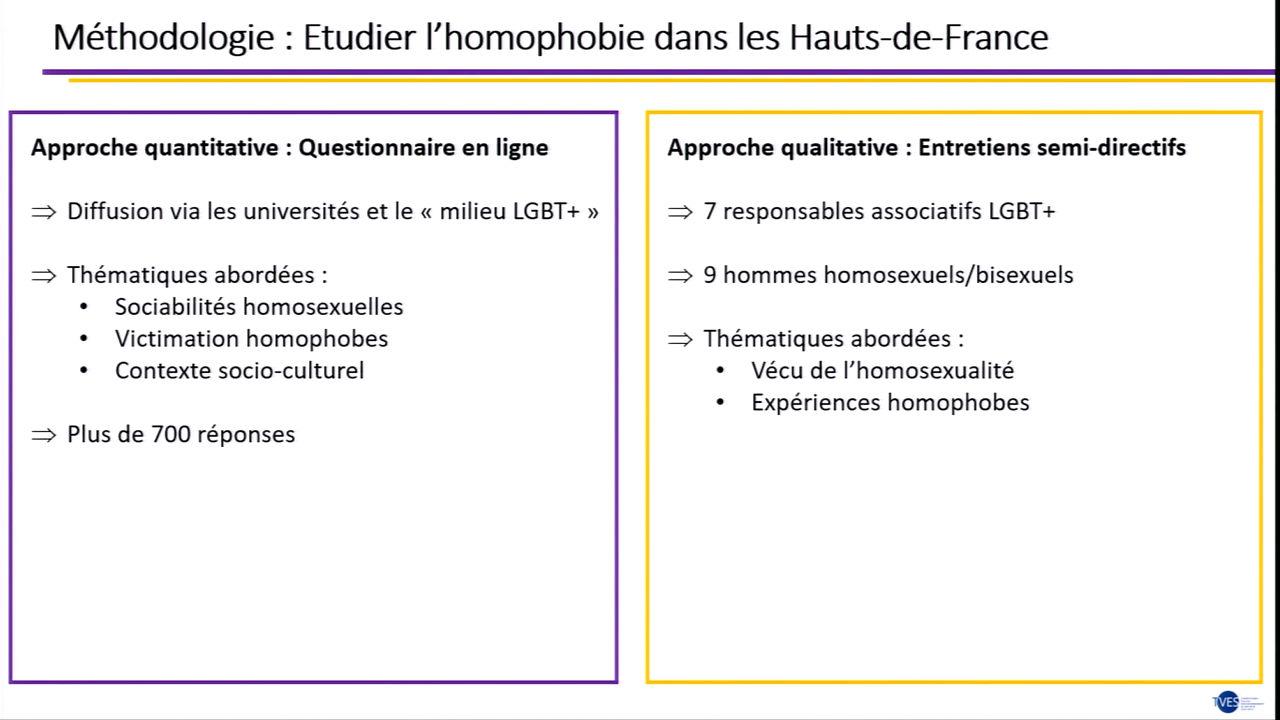 Méthodologie : Etudier l’homophobie dans les Hauts-de-France
Approche quantitative : Questionnaire en ligne
⇒ Diffusion via les universités et le « milieu LGBT+ »
⇒ Thématiques abordées :
• Sociabilités homosexuelles
• Victimation homophobes
• Contexte socio-culturel
⇒ Plus de 700 réponses
Approche qualitative : Entretiens semi-directifs
⇒ 7 responsables associatifs LGBT+
⇒ 9 hommes homosexuels/bisexuels
⇒ Thématiques abordées :
• Vécu de l’homosexualité
• Expériences homophobes
TVES